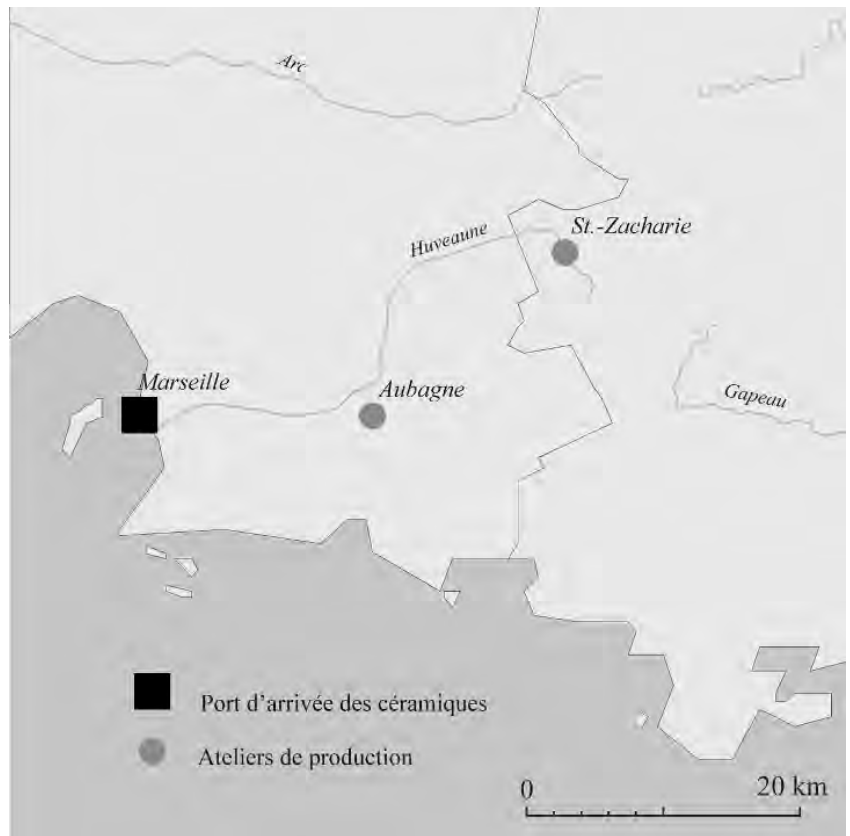 Arc
St.-Zacharie
Huveaune
Marseille
Aubagne
Gapeau
Port d'arrivée des céramiques
Ateliers de production
0 20 km